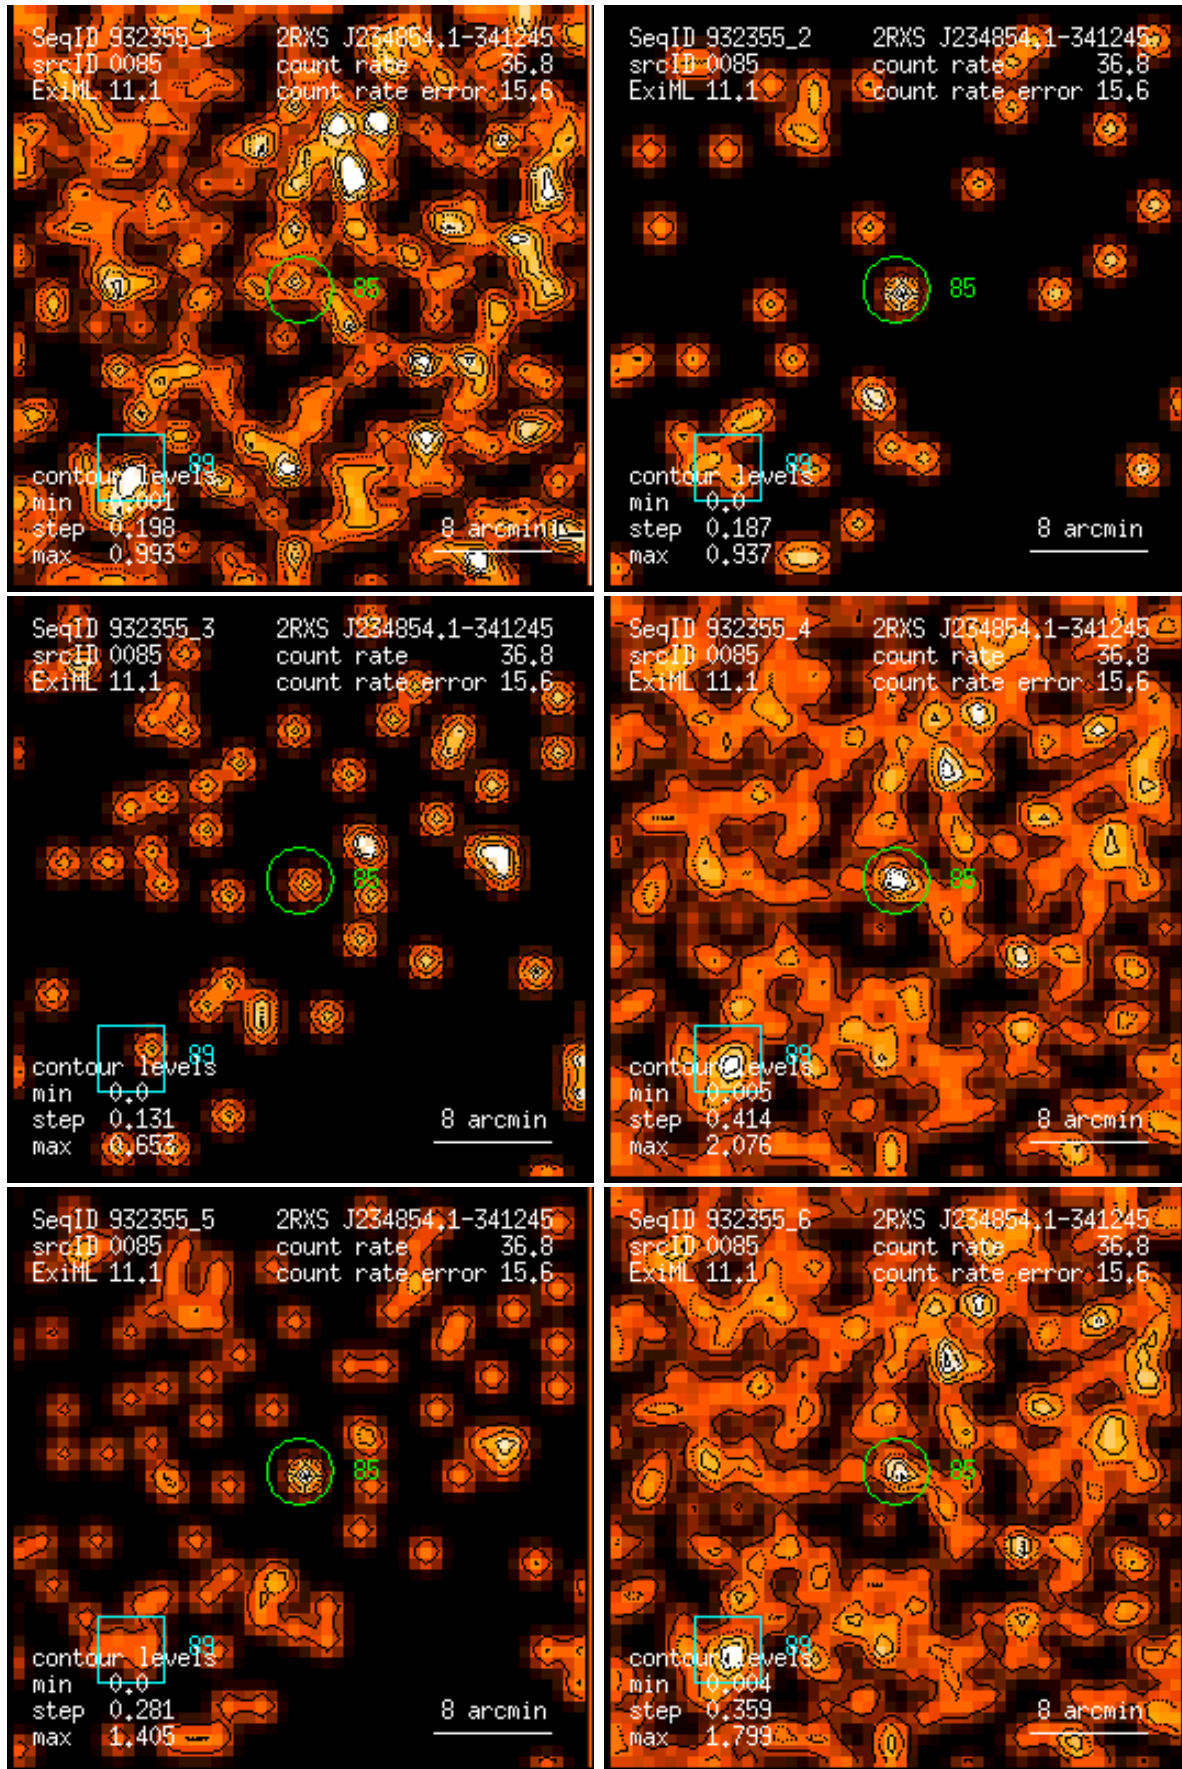 SeqID 932355_1 2RXS J234854.1-341245
srcID 0085 count rate 36.8
ExiML 11.1 count rate error 15.6
85
89
contour levels
min 0.001
step 0.198 8 arcmin
max 0.993
SeqID 932355_2 2RXS J234854.1-341245
srcID 0085 count rate 36.8
ExiML 11.1 count rate error 15.6
85
89
contour levels
min 0.0
step 0.187 8 arcmin
max 0.937
SeqID 932355_3 2RXS J234854.1-341245
srcID 0085 count rate 36.8
ExiML 11.1 count rate error 15.6
85
89
contour levels
min 0.0
step 0.131 8 arcmin
max 0.653
SeqID 932355_4 2RXS J234854.1-341245
srcID 0085 count rate 36.8
ExiML 11.1 count rate error 15.6
85
89
contour levels
min 0.005
step 0.414 8 arcmin
max 2.076
SeqID 932355_5 2RXS J234854.1-341245
srcID 0085 count rate 36.8
ExiML 11.1 count rate error 15.6
85
89
contour levels
min 0.0
step 0.281 8 arcmin
max 1.405
SeqID 932355_6 2RXS J234854.1-341245
srcID 0085 count rate 36.8
ExiML 11.1 count rate error 15.6
85
89
contour levels
min 0.004
step 0.359 8 arcmin
max 1.799